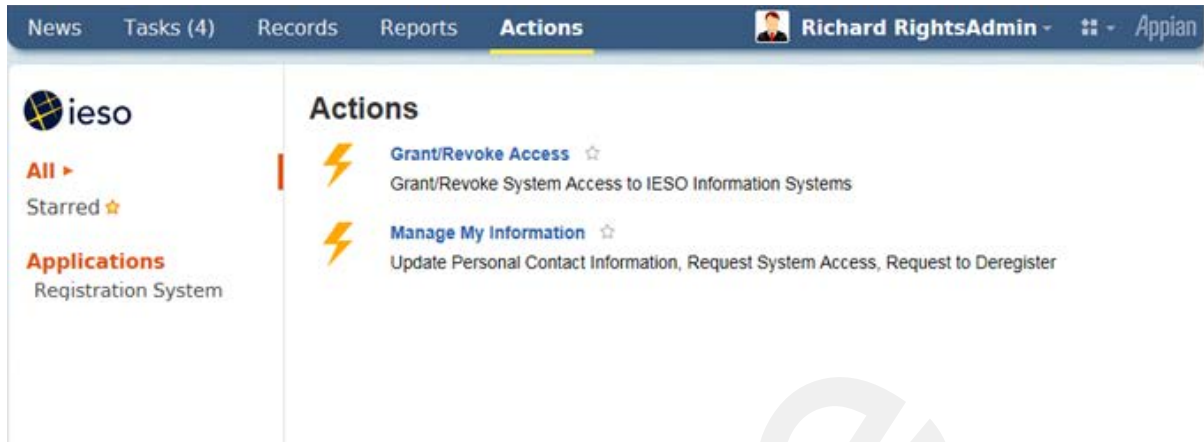 News Tasks (4) Records Reports Actions Richard RightsAdmin Appian
ieso
All
Starred
Applications
Registration System
Actions
Grant/Revoke Access
Grant/Revoke System Access to IESO Information Systems
Manage My Information
Update Personal Contact Information, Request System Access, Request to Deregister